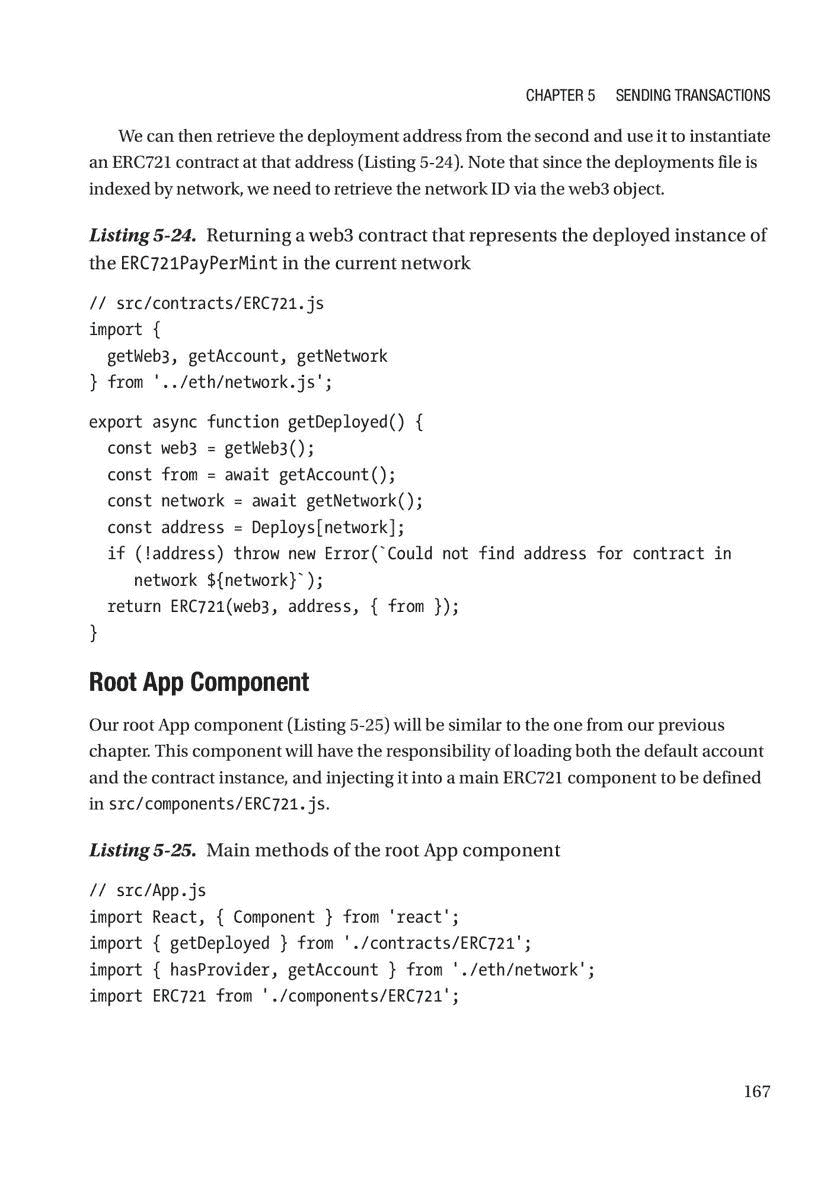 CHAPTER 5 SENDING TRANSACTIONS
We can then retrieve the deployment address from the second and use it to instantiate
an ERC721 contract at that address (Listing 5-24). Note that since the deployments file is
indexed by network, we need to retrieve the network ID via the web3 object.
Listing 5-24. Returning a web3 contract that represents the deployed instance of
the ERC721PayPerMint in the current network
// src/contracts/ERC721.js
import {
  getWeb3, getAccount, getNetwork
} from '../eth/network.js';
export async function getDeployed() {
  const web3 = getWeb3();
  const from = await getAccount();
  const network = await getNetwork();
  const address = Deploys[network];
  if (!address) throw new Error(`Could not find address for contract in
     network ${network}`);
  return ERC721(web3, address, { from });
}
Root App Component
Our root App component (Listing 5-25) will be similar to the one from our previous
chapter. This component will have the responsibility of loading both the default account
and the contract instance, and injecting it into a main ERC721 component to be defined
in src/components/ERC721.js.
Listing 5-25. Main methods of the root App component
// src/App.js
import React, { Component } from 'react';
import { getDeployed } from './contracts/ERC721';
import { hasProvider, getAccount } from './eth/network';
import ERC721 from './components/ERC721';
167